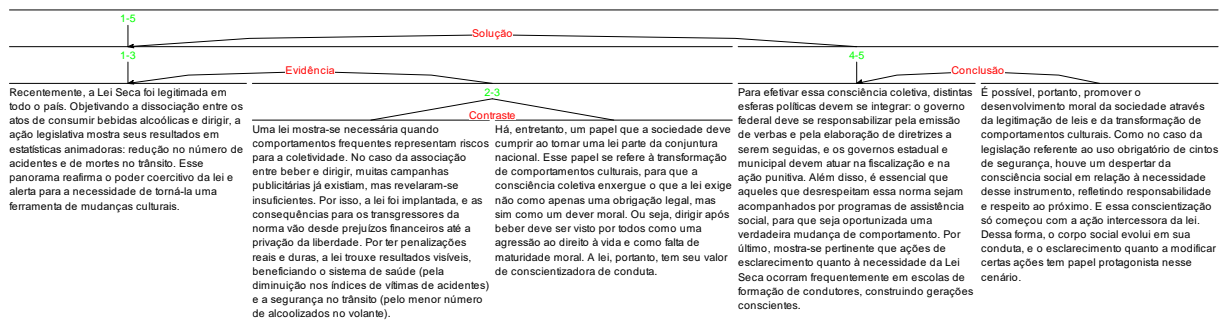 1-5
Solução
1-3
4-5
Evidência
Conclusão
Recentemente, a Lei Seca foi legitimada em
todo o país. Objetivando a dissociação entre os
atos de consumir bebidas alcoólicas e dirigir, a
ação legislativa mostra seus resultados em
estatísticas animadoras: redução no número de
acidentes e de mortes no trânsito. Esse
panorama reafirma o poder coercitivo da lei e
alerta para a necessidade de torná-la uma
ferramenta de mudanças culturais.
2-3
Contraste
Uma lei mostra-se necessária quando
comportamentos frequentes representam riscos
para a coletividade. No caso da associação
entre beber e dirigir, muitas campanhas
publicitárias já existiam, mas revelaram-se
insuficientes. Por isso, a lei foi implantada, e as
consequências para os transgressores da
norma vão desde prejuízos financeiros até a
privação da liberdade. Por ter penalizações
reais e duras, a lei trouxe resultados visíveis,
beneficiando o sistema de saúde (pela
diminuição nos índices de vítimas de acidentes)
e a segurança no trânsito (pelo menor número
de alcoolizados no volante).
Há, entretanto, um papel que a sociedade deve
cumprir ao tomar uma lei parte da conjuntura
nacional. Esse papel se refere à transformação
de comportamentos culturais, para que a
consciência coletiva enxergue o que a lei exige
não como apenas uma obrigação legal, mas
sim como um dever moral. Ou seja, dirigir após
beber deve ser visto por todos como uma
agressão ao direito à vida e como falta de
maturidade moral. A lei, portanto, tem seu valor
de conscientizadora de conduta.
Para efetivar essa consciência coletiva, distintas
esferas políticas devem se integrar: o governo
federal deve se responsabilizar pela emissão
de verbas e pela elaboração de diretrizes a
serem seguidas, e os governos estadual e
municipal devem atuar na fiscalização e na
ação punitiva. Além disso, é essencial que
aqueles que desrespeitam essa norma sejam
acompanhados por programas de assistência
social, para que seja oportunizada uma
verdadeira mudança de comportamento. Por
último, mostra-se pertinente que ações de
esclarecimento quanto à necessidade da Lei
Seca ocorram frequentemente em escolas de
formação de condutores, construindo gerações
conscientes.
É possível, portanto, promover o
desenvolvimento moral da sociedade através
da legitimação de leis e da transformação de
comportamentos culturais. Como no caso da
legislação referente ao uso obrigatório de cintos
de segurança, houve um despertar da
consciência social em relação à necessidade
desse instrumento, refletindo responsabilidade
e respeito ao próximo. E essa conscientização
só começou com a ação intercessora da lei.
Dessa forma, o corpo social evolui em sua
conduta, e o esclarecimento quanto a modificar
certas ações tem papel protagonista nesse
cenário.